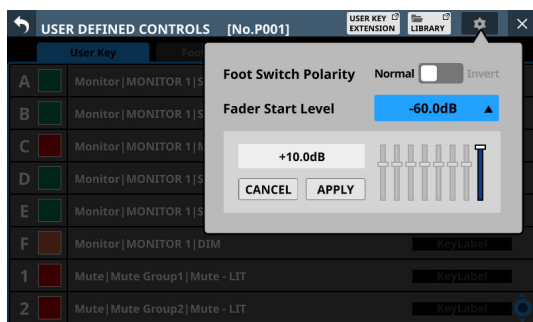 USER DEFINED CONTROLS [No.P001]
USER KEY
EXTENSION
LIBRARY
User Key
Foo
Foot Switch Polarity Normal Invert
Fader Start Level -60.0dB
+10.0dB
CANCEL APPLY
A Monitor|MONITOR 1|S
B Monitor|MONITOR 1|S
C Monitor|MONITOR 1|
D Monitor|MONITOR 1|S
E Monitor|MONITOR 1|S
F Monitor|MONITOR 1|DIM KeyLabel
1 Mute|Mute Group1|Mute - LIT KeyLabel
2 Mute|Mute Group2|Mute - LIT KeyLabel